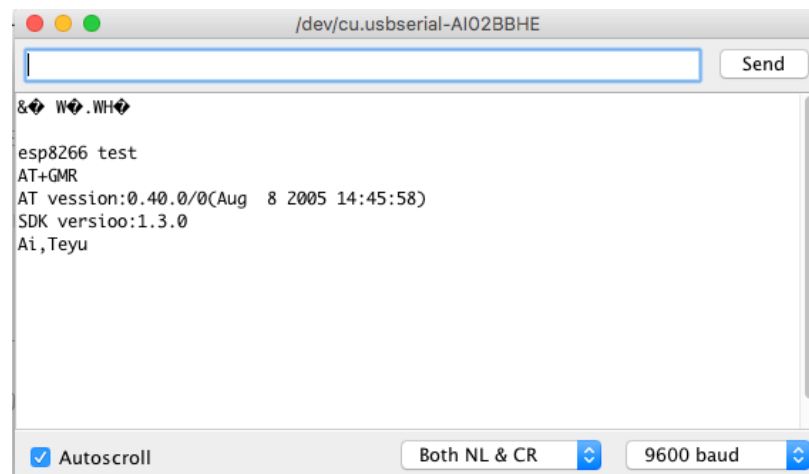 /dev/cu.usbserial-AI02BBHE
Send
&� W�.WH�
esp8266 test
AT+GMR
AT vession:0.40.0/0(Aug  8 2005 14:45:58)
SDK versioo:1.3.0
Ai,Teyu
Autoscroll
Both NL & CR
9600 baud